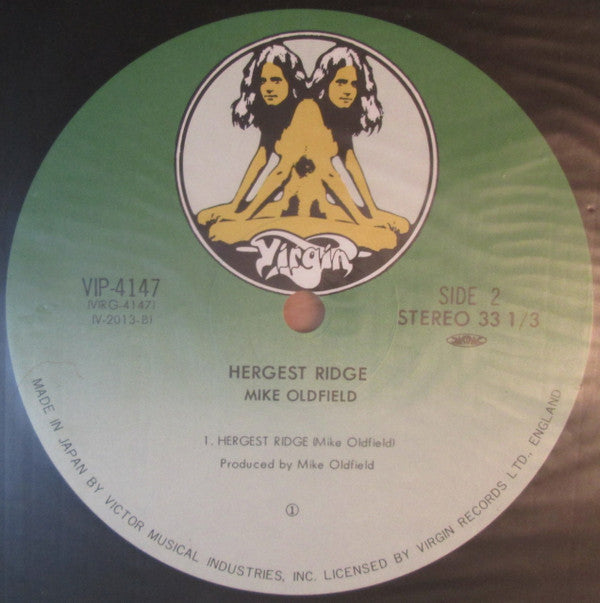 Virgin
VIP-4147
(VIRG-4147)
(V-2013-B)
SIDE 2
STEREO 33 1/3
HERGEST RIDGE
MIKE OLDFIELD
1. HERGEST RIDGE (Mike Oldfield)
Produced by Mike Oldfield
①
MADE IN JAPAN BY VICTOR MUSICAL INDUSTRIES, INC. LICENSED BY VIRGIN RECORDS LTD., ENGLAND